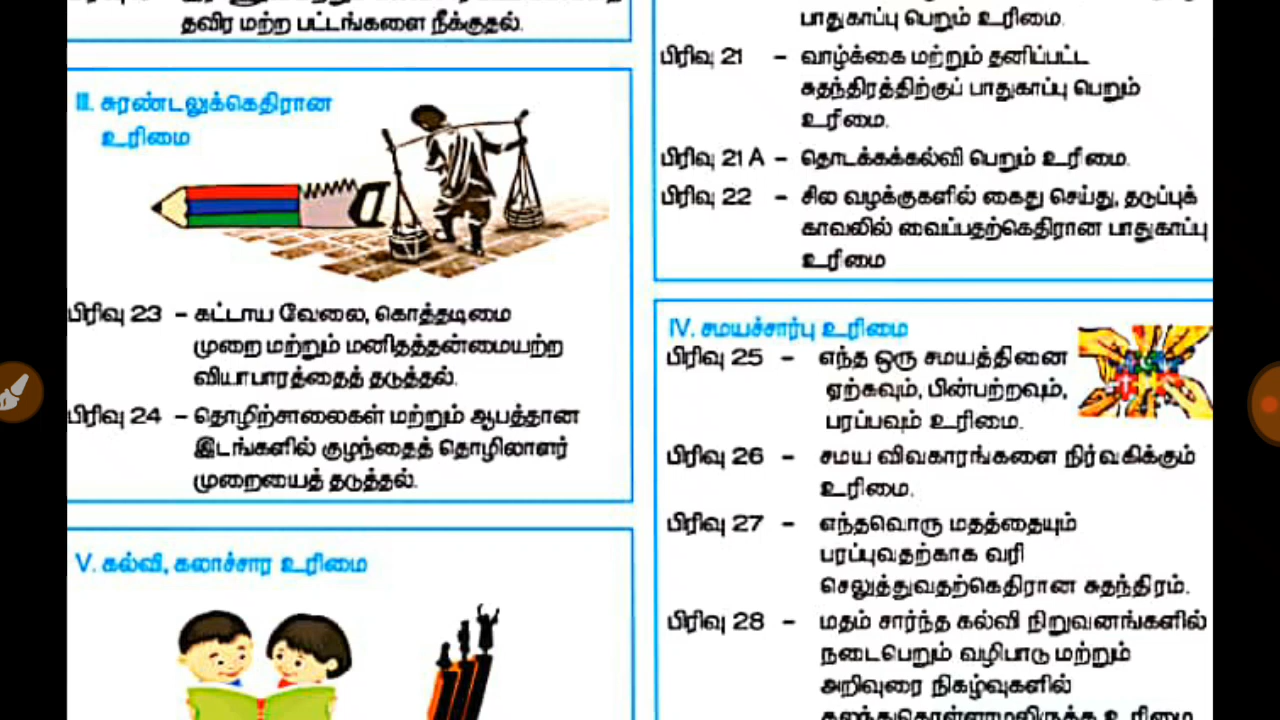 தவிர மற்ற பட்டங்களை நீக்குதல்.
III. சுரண்டலுக்கெதிரான
உரிமை
பிரிவு 23 – கட்டாய வேலை, கொத்தடிமை
முறை மற்றும் மனிதத்தன்மையற்ற
வியாபாரத்தைத் தடுத்தல்.
பிரிவு 24 – தொழிற்சாலைகள் மற்றும் ஆபத்தான
இடங்களில் குழந்தைத் தொழிலாளர்
முறையைத் தடுத்தல்.
V. கல்வி, கலாச்சார உரிமை
பாதுகாப்பு பெறும் உரிமை.
பிரிவு 21 – வாழ்க்கை மற்றும் தனிப்பட்ட
சுதந்திரத்திற்குப் பாதுகாப்பு பெறும்
உரிமை.
பிரிவு 21 A – தொடக்கக்கல்வி பெறும் உரிமை.
பிரிவு 22 – சில வழக்குகளில் கைது செய்து, தடுப்புக்
காவலில் வைப்பதற்கெதிரான பாதுகாப்பு
உரிமை
IV. சமயச்சார்பு உரிமை
பிரிவு 25 – எந்த ஒரு சமயத்தினை
ஏற்கவும், பின்பற்றவும்,
பரப்பவும் உரிமை.
பிரிவு 26 – சமய விவகாரங்களை நிர்வகிக்கும்
உரிமை.
பிரிவு 27 – எந்தவொரு மதத்தையும்
பரப்புவதற்காக வரி
செலுத்துவதற்கெதிரான சுதந்திரம்.
பிரிவு 28 – மதம் சார்ந்த கல்வி நிறுவனங்களில்
நடைபெறும் வழிபாடு மற்றும்
அறிவுரை நிகழ்வுகளில்
கலந்துகொள்ளாமலிருக்க உரிமை